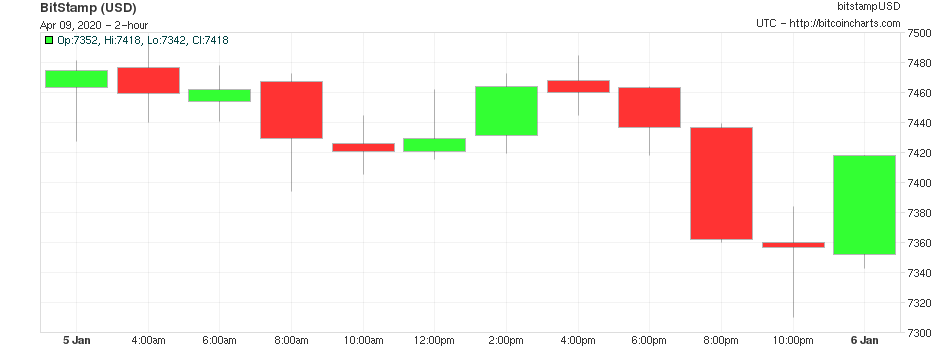 BitStamp (USD)
bitstampUSD
Apr 09, 2020 - 2-hour
UTC - http://bitcoincharts.com
Op:7352, Hi:7418, Lo:7342, Cl:7418
7500
7480
7460
7440
7420
7400
7380
7360
7340
7320
7300
5 Jan 4:00am 6:00am 8:00am 10:00am 12:00pm 2:00pm 4:00pm 6:00pm 8:00pm 10:00pm 6 Jan